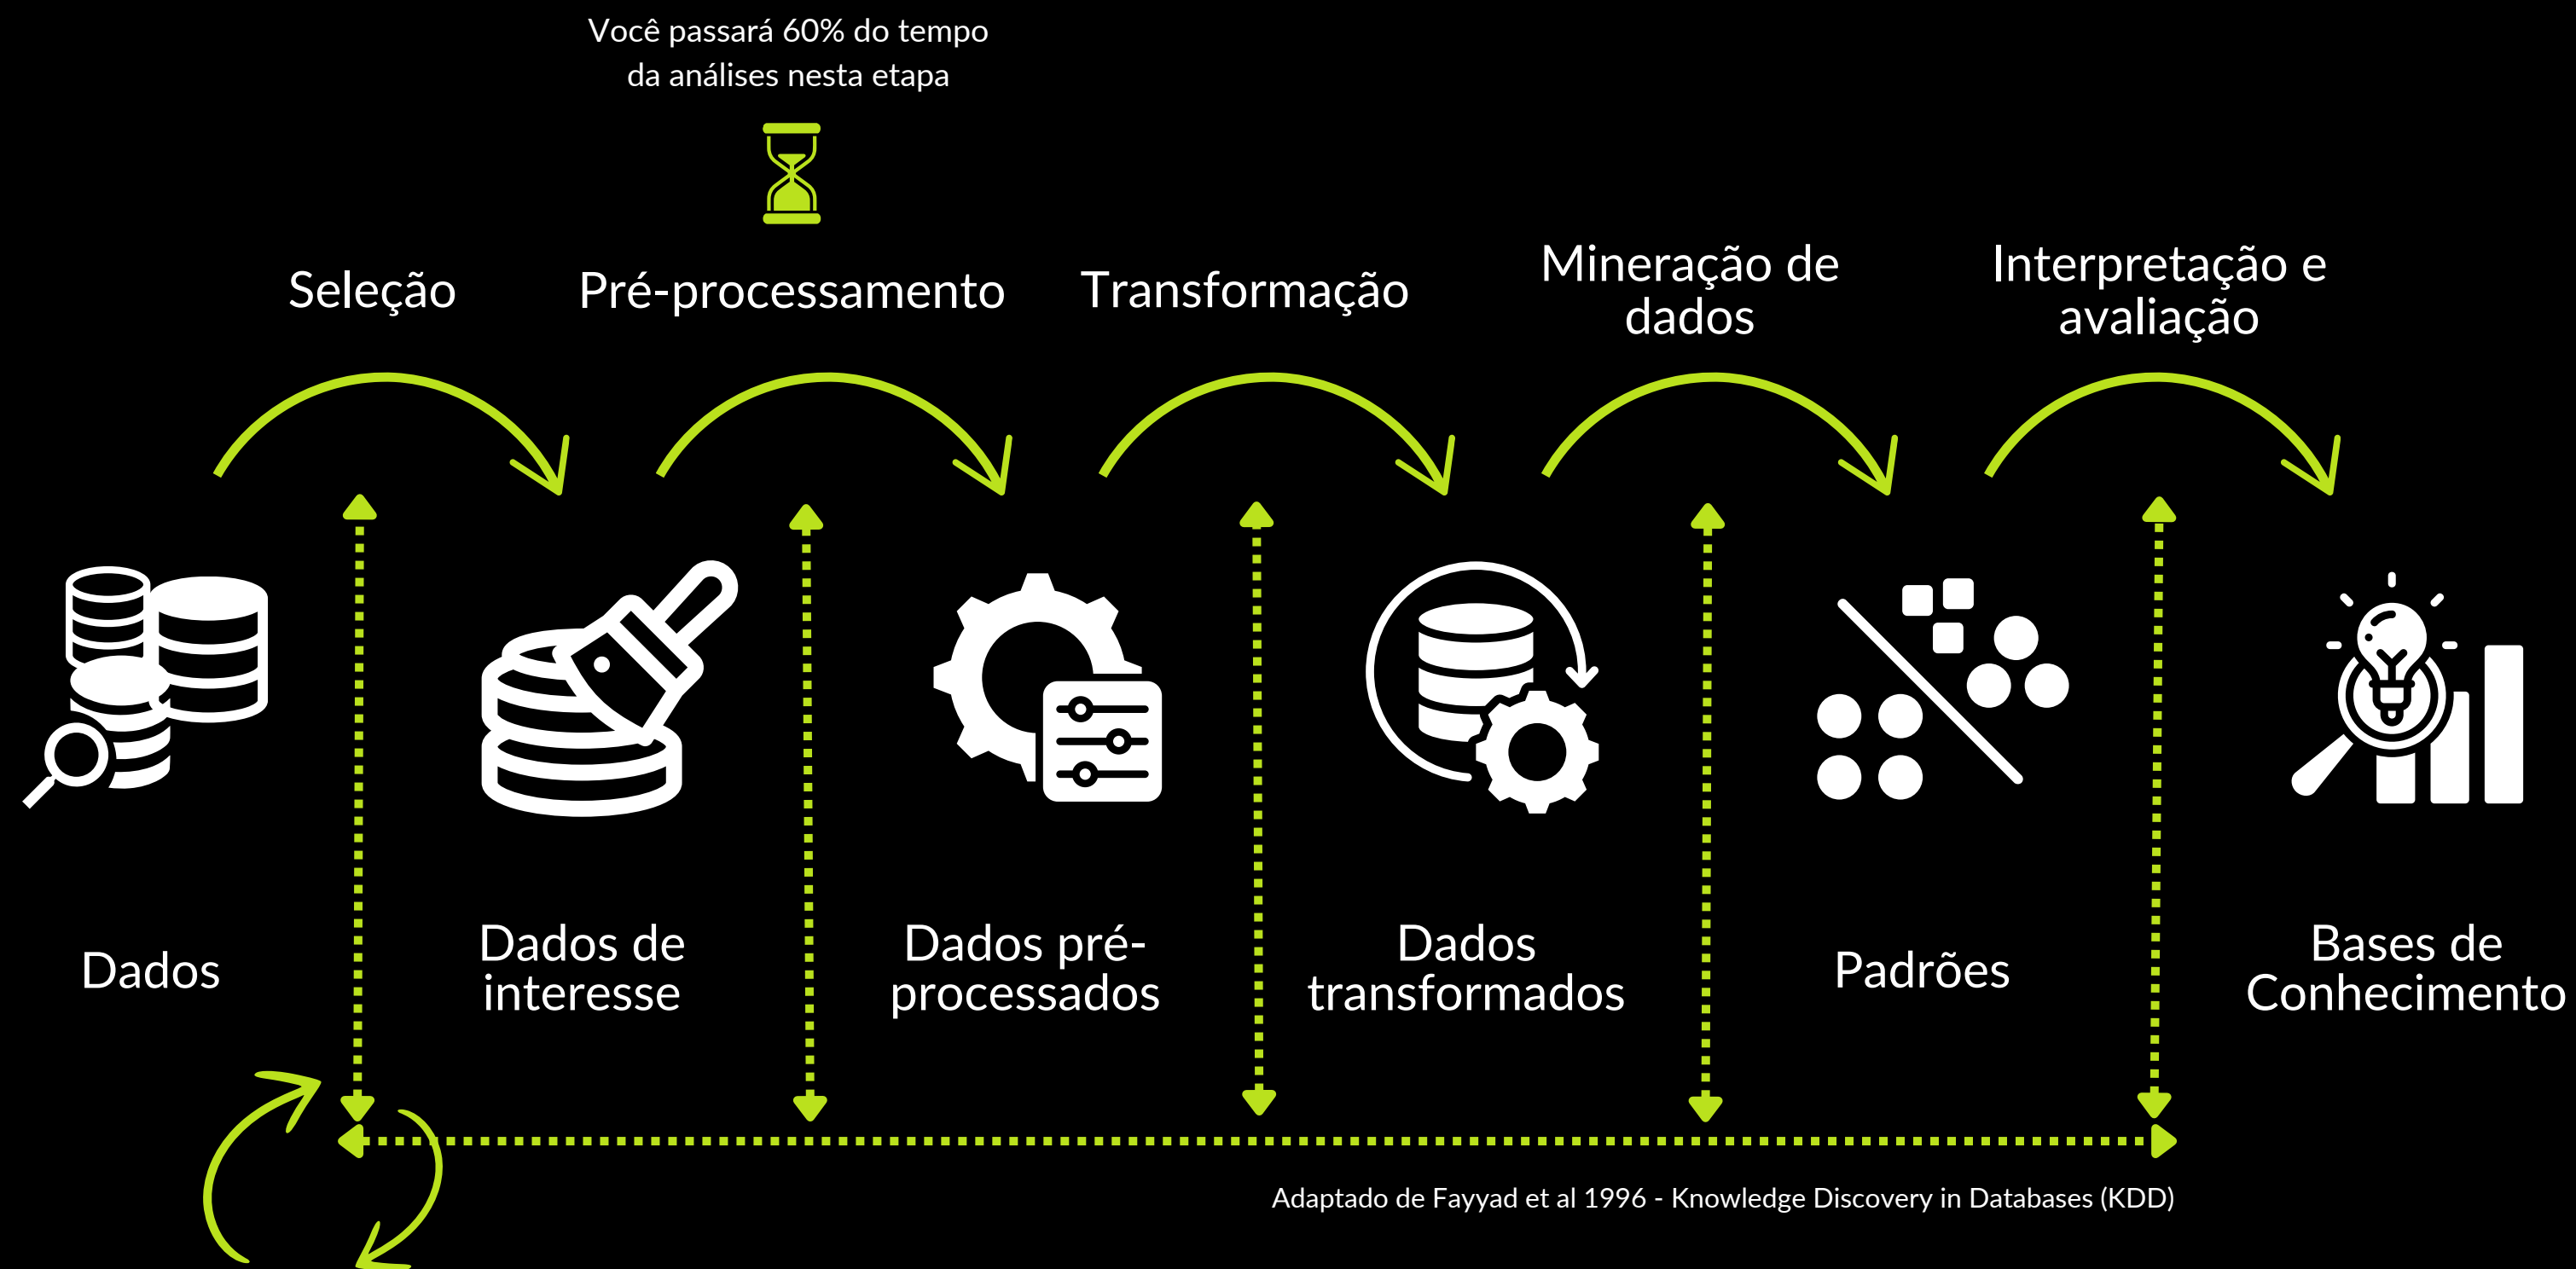 Você passará 60% do tempo
da análises nesta etapa
Seleção
Pré-processamento
Transformação
Mineração de
dados
Interpretação e
avaliação
Dados
Dados de
interesse
Dados pré-
processados
Dados
transformados
Padrões
Bases de
Conhecimento
Adaptado de Fayyad et al 1996 - Knowledge Discovery in Databases (KDD)